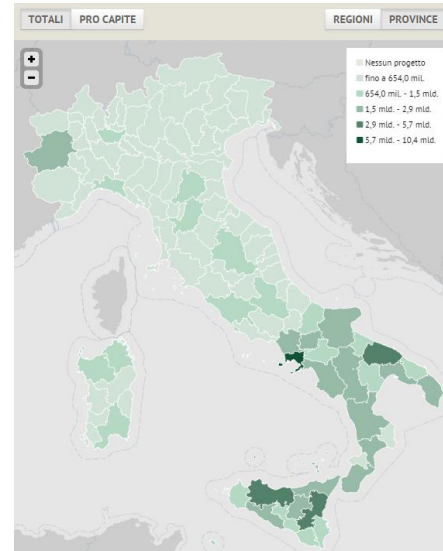 TOTALI PRO CAPITE REGIONI PROVINCE
+
-
Nessun progetto
fino a 654,0 mil.
654,0 mil. - 1,5 mld.
1,5 mld. - 2,9 mld.
2,9 mld. - 5,7 mld.
5,7 mld. - 10,4 mld.